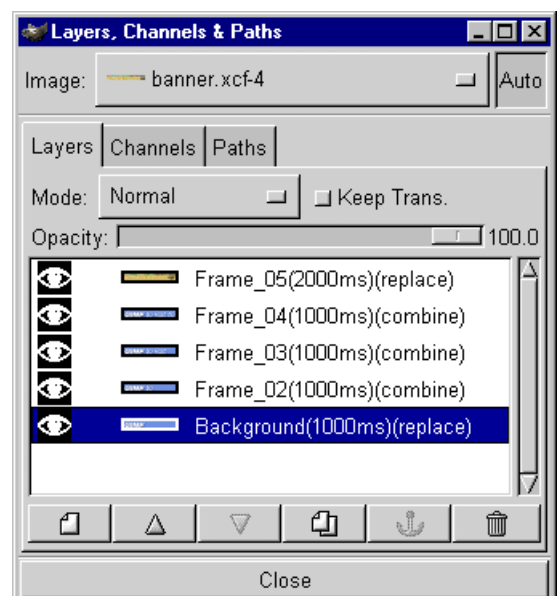 Layers, Channels & Paths
Image: banner.xcf-4 Auto
Layers Channels Paths
Mode: Normal Keep Trans.
Opacity: 100.0
Frame_05(2000ms)(replace)
Frame_04(1000ms)(combine)
Frame_03(1000ms)(combine)
Frame_02(1000ms)(combine)
Background(1000ms)(replace)
Close